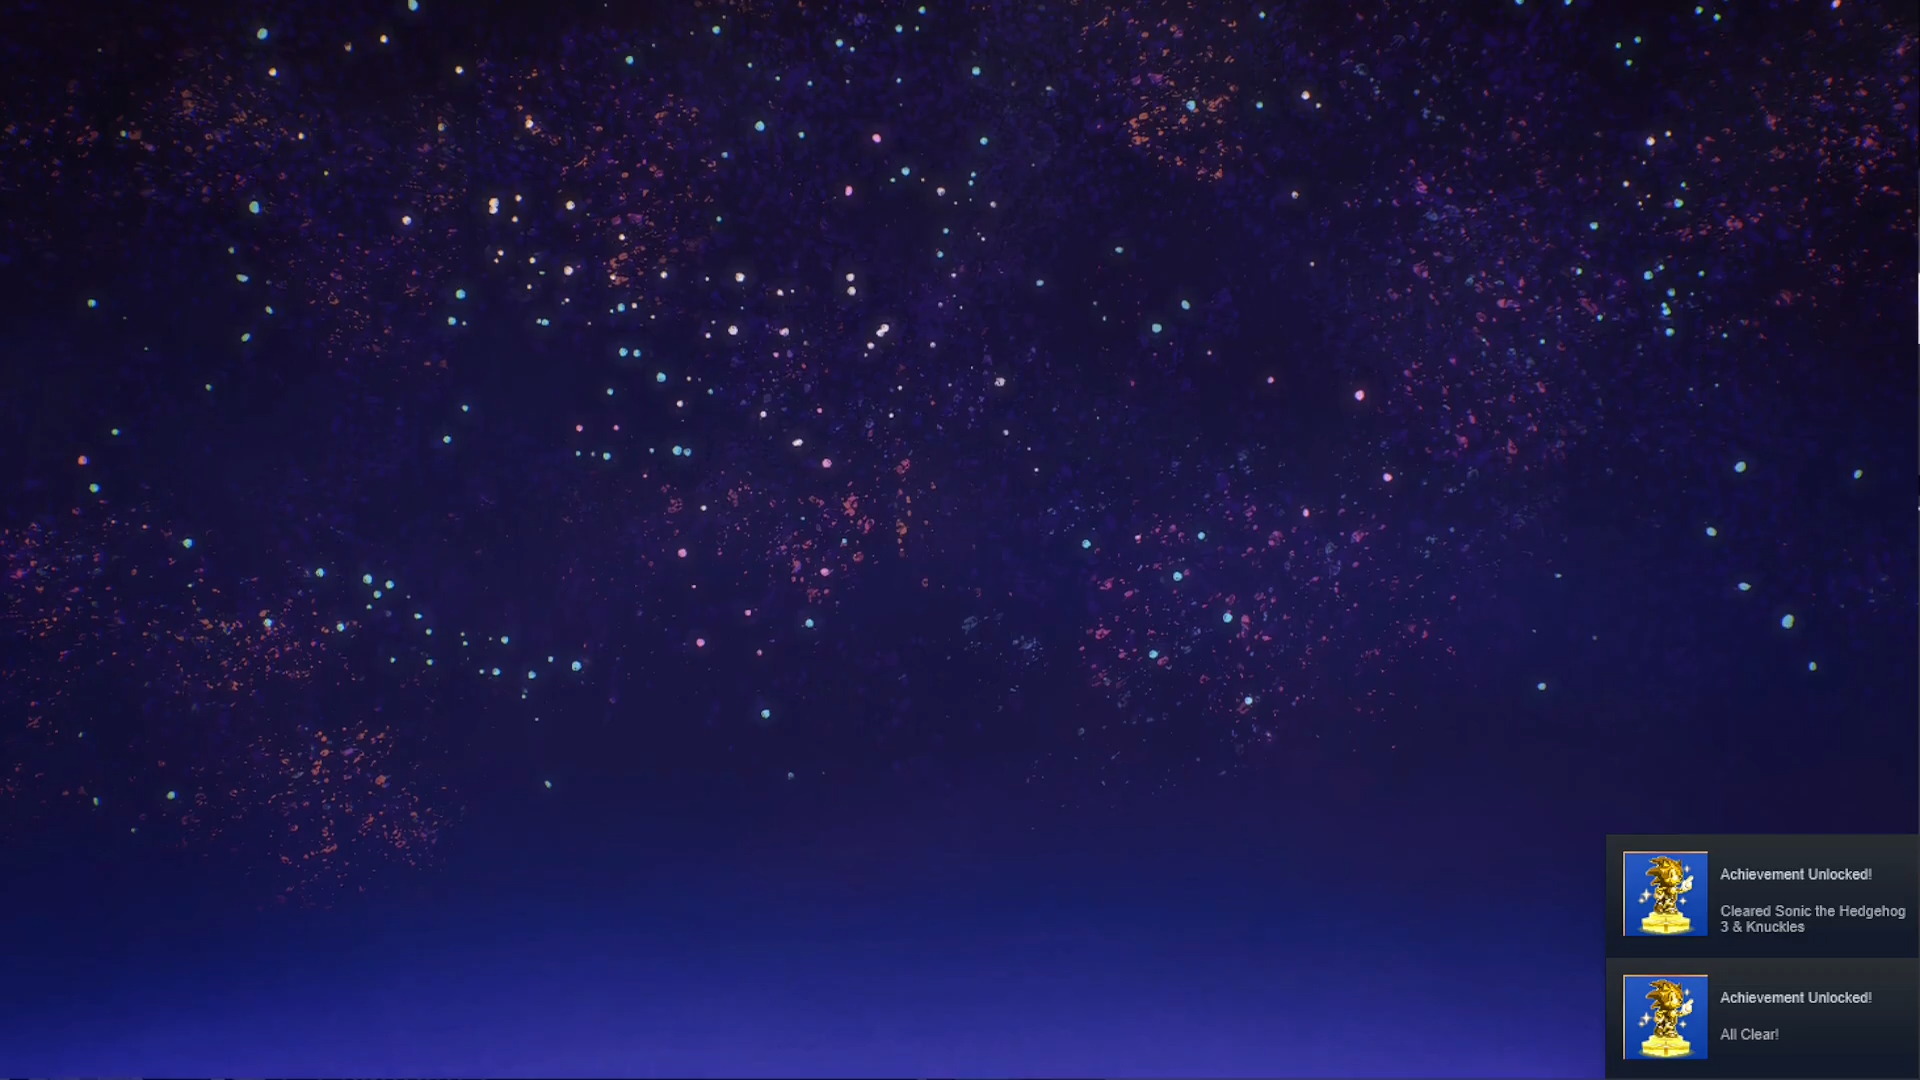 Achievement Unlocked!
Cleared Sonic the Hedgehog
3 & Knuckles
Achievement Unlocked!
All Clear!